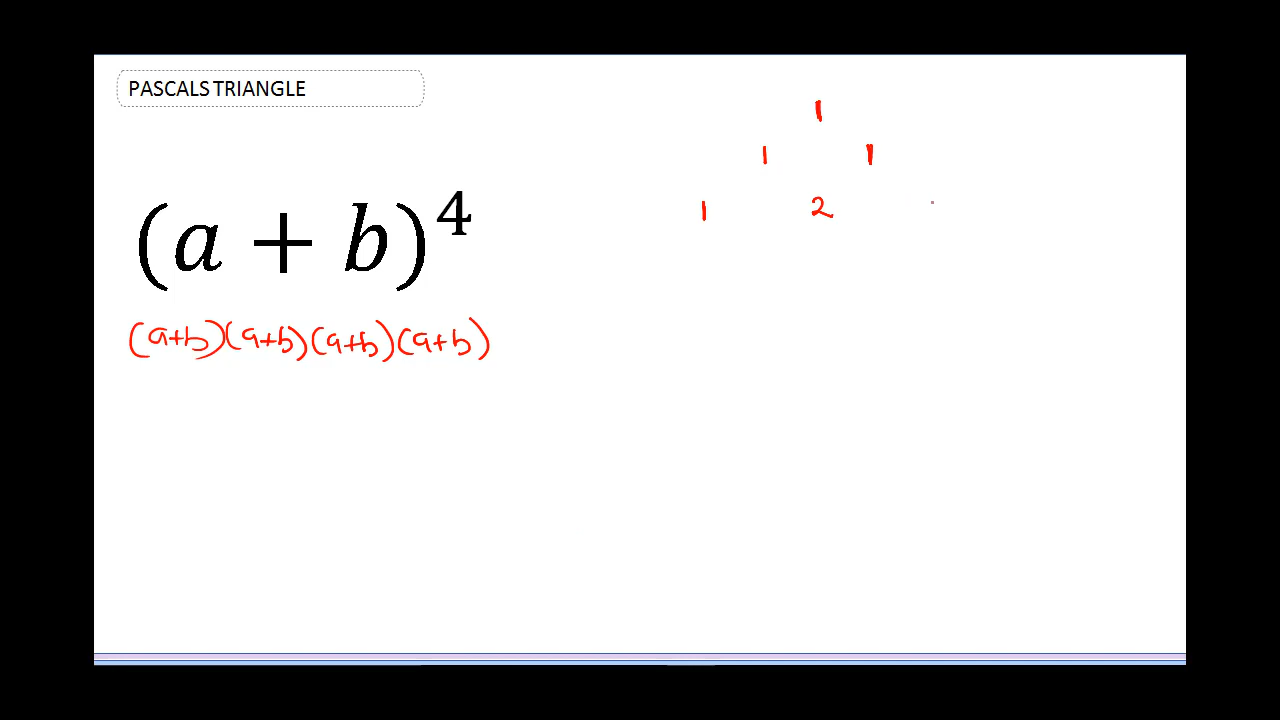 PASCALS TRIANGLE
1
1 1
1 2
(a + b)⁴
(a+b)(a+b)(a+b)(a+b)